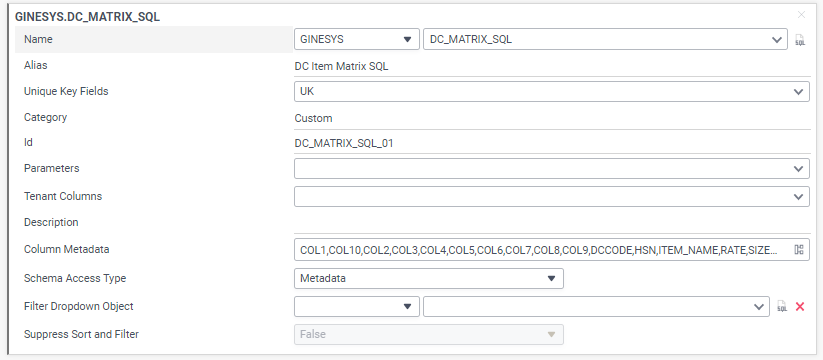 GINESYS.DC_MATRIX_SQL
Name GINESYS DC_MATRIX_SQL SQL
Alias DC Item Matrix SQL
Unique Key Fields UK
Category Custom
Id DC_MATRIX_SQL_01
Parameters
Tenant Columns
Description
Column Metadata COL1,COL10,COL2,COL3,COL4,COL5,COL6,COL7,COL8,COL9,DCCODE,HSN,ITEM_NAME,RATE,SIZE...
Schema Access Type Metadata
Filter Dropdown Object SQL
Suppress Sort and Filter False